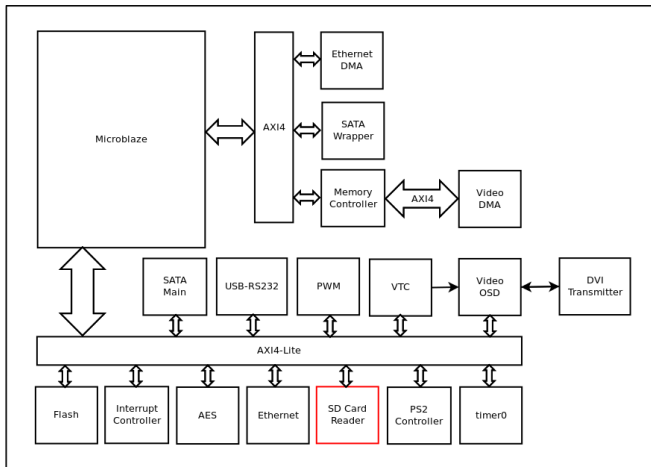 Ethernet
DMA
Microblaze
AXI4
SATA
Wrapper
Memory
Controller
AXI4
Video
DMA
SATA
Main
USB-RS232
PWM
VTC
Video
OSD
DVI
Transmitter
AXI4-Lite
Flash
Interrupt
Controller
AES
Ethernet
SD Card
Reader
PS2
Controller
timer0